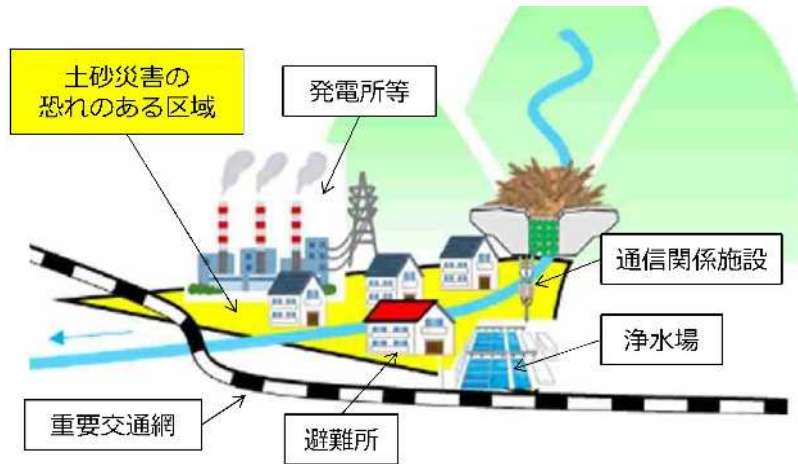 土砂災害の
恐れのある区域
発電所等
通信関係施設
浄水場
重要交通網
避難所